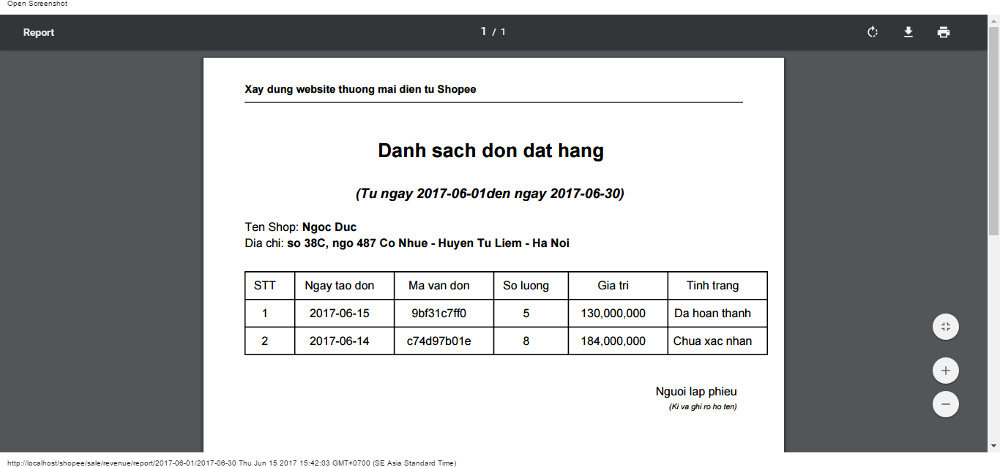 Open Screenshot
Report
1 / 1
Xay dung website thuong mai dien tu Shopee
Danh sach don dat hang
(Tu ngay 2017-06-01den ngay 2017-06-30)
Ten Shop: Ngoc Duc
Dia chi: so 38C, ngo 487 Co Nhue - Huyen Tu Liem - Ha Noi
STT Ngay tao don Ma van don So luong Gia tri Tinh trang
1 2017-06-15 9bf31c7ff0 5 130,000,000 Da hoan thanh
2 2017-06-14 c74d97b01e 8 184,000,000 Chua xac nhan
Nguoi lap phieu
(Ki va ghi ro ho ten)
http://localhost/shopee/sale/revenue/report/2017-06-01/2017-06-30 Thu Jun 15 2017 15:42:03 GMT+0700 (SE Asia Standard Time)